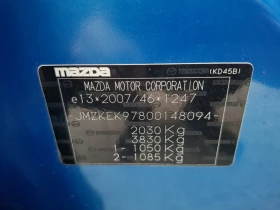 mazda
(KD45B)
MAZDA MOTOR CORPORATION
e13*2007/46*1247
-JMZKEK97800148094-
2030 Kg
3830 Kg
1-1050 Kg
2-1085 Kg